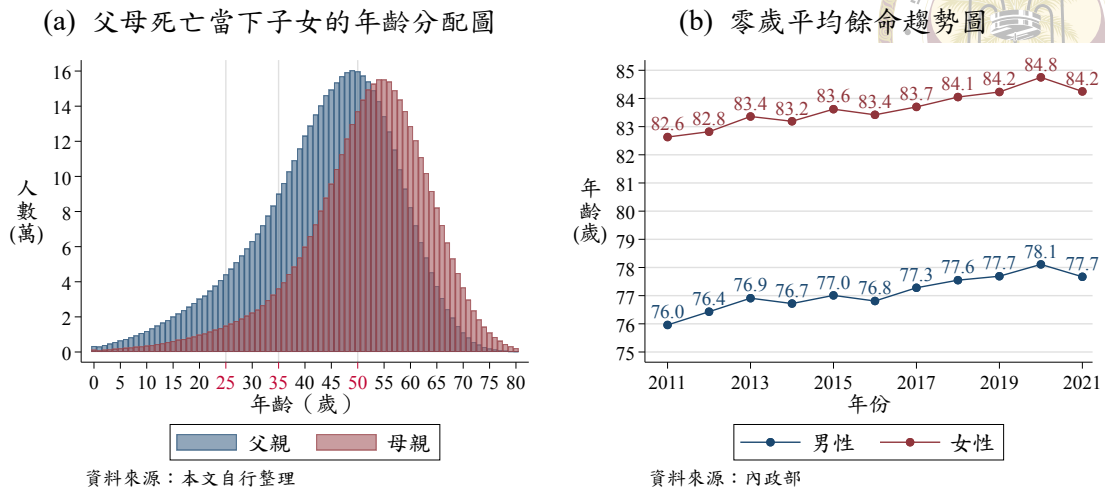 (a) 父母死亡當下子女的年齡分配圖
16
14
12
10
8
6
4
2
0
人數(萬)
0 5 10 15 20 25 30 35 40 45 50 55 60 65 70 75 80
年齡（歲）
父親 母親
資料來源：本文自行整理
(b) 零歲平均餘命趨勢圖
85
84
83
82
81
80
79
78
77
76
75
年齡(歲)
82.6 82.8 83.4 83.2 83.6 83.4 83.7 84.1 84.2 84.8 84.2
76.0 76.4 76.9 76.7 77.0 76.8 77.3 77.6 77.7 78.1 77.7
2011 2013 2015 2017 2019 2021
年份
男性 女性
資料來源：內政部